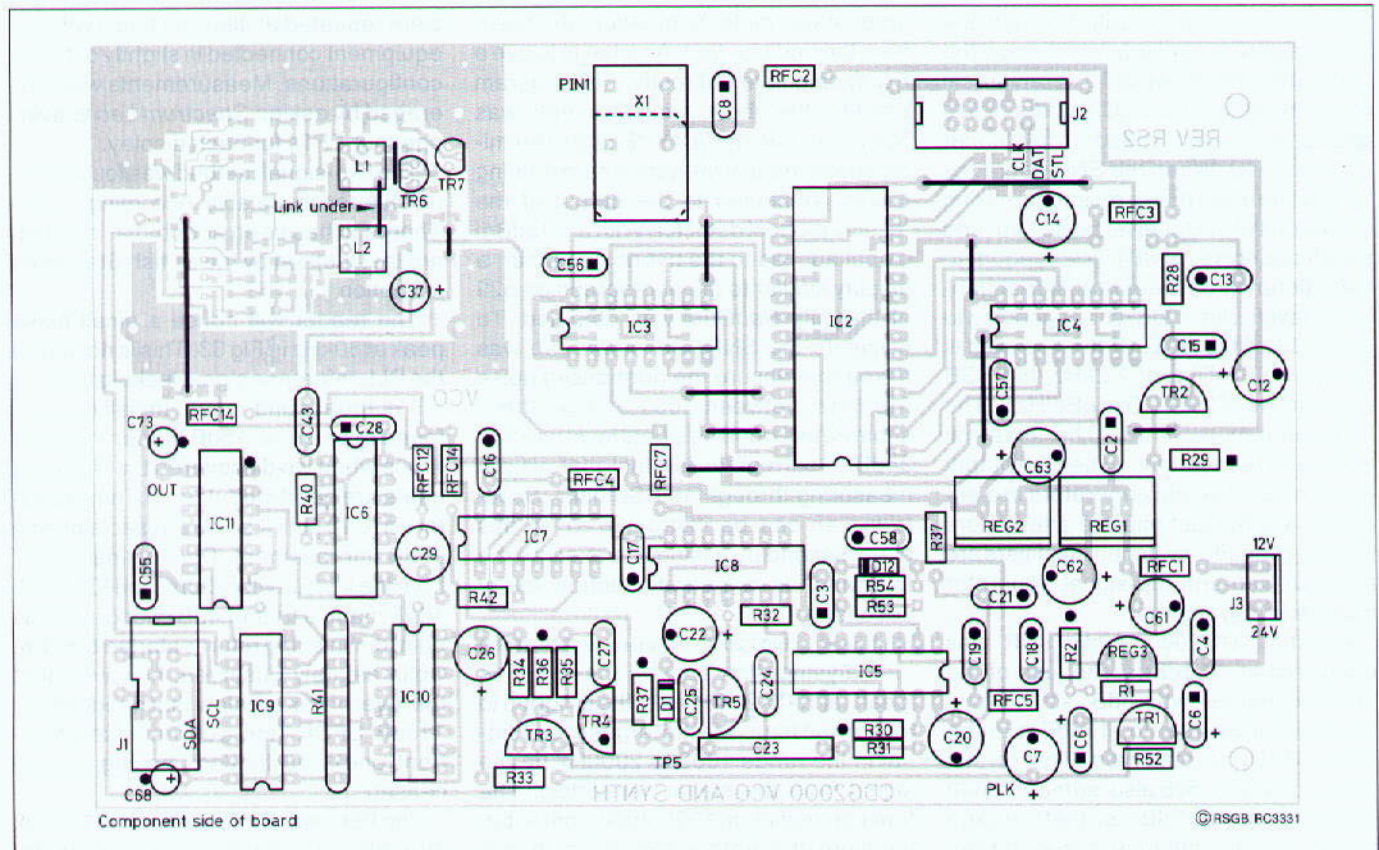 PIN1
X1
C8
RFC2
J2
CLK
DAT
STL
REV RS2
L1
TR6
TR7
Link under
L2
C37
C14
RFC3
R28
C13
C56
IC3
IC2
IC4
C15
C12
TR2
C57
C2
C63
R29
VCO
C73
RFC14
C43
C28
OUT
IC11
R40
IC6
RFC12
RFC14
C16
RFC4
RFC7
REG2
REG1
C29
IC7
C17
IC8
C58
R37
D12
R54
R53
C3
C62
RFC1
12V
J3
24V
C61
C55
R42
R32
C21
C22
C26
R34
R36
R35
C27
IC5
C19
C18
R2
REG3
C4
R1
J1
SDA
SCL
IC9
R41
IC10
TR4
TR3
R37
D1
C25
TR5
C24
RFC5
TR1
C6
C6
R30
R31
C20
C7
R52
TP5
C23
C68
R33
PLK
CDG2000 VCO AND SYNTH
Component side of board
©RSGB RC3331